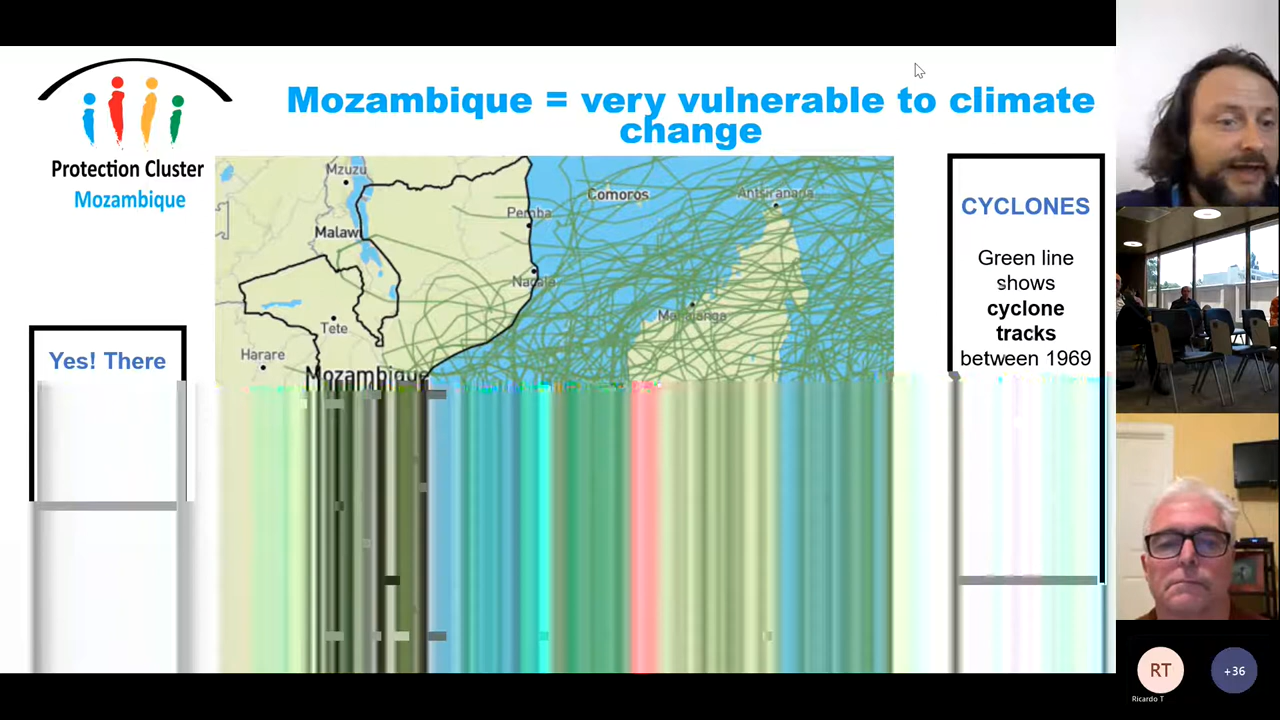 Mozambique = very vulnerable to climate
change
Protection Cluster
Mozambique
Mzuzu
Malawi
Tete
Harare
Mozambique
Pemba
Nacala
Comoros
Antsiranana
Mahajanga
Yes! There
CYCLONES
Green line
shows
cyclone
tracks
between 1969
RT
Ricardo T
+36